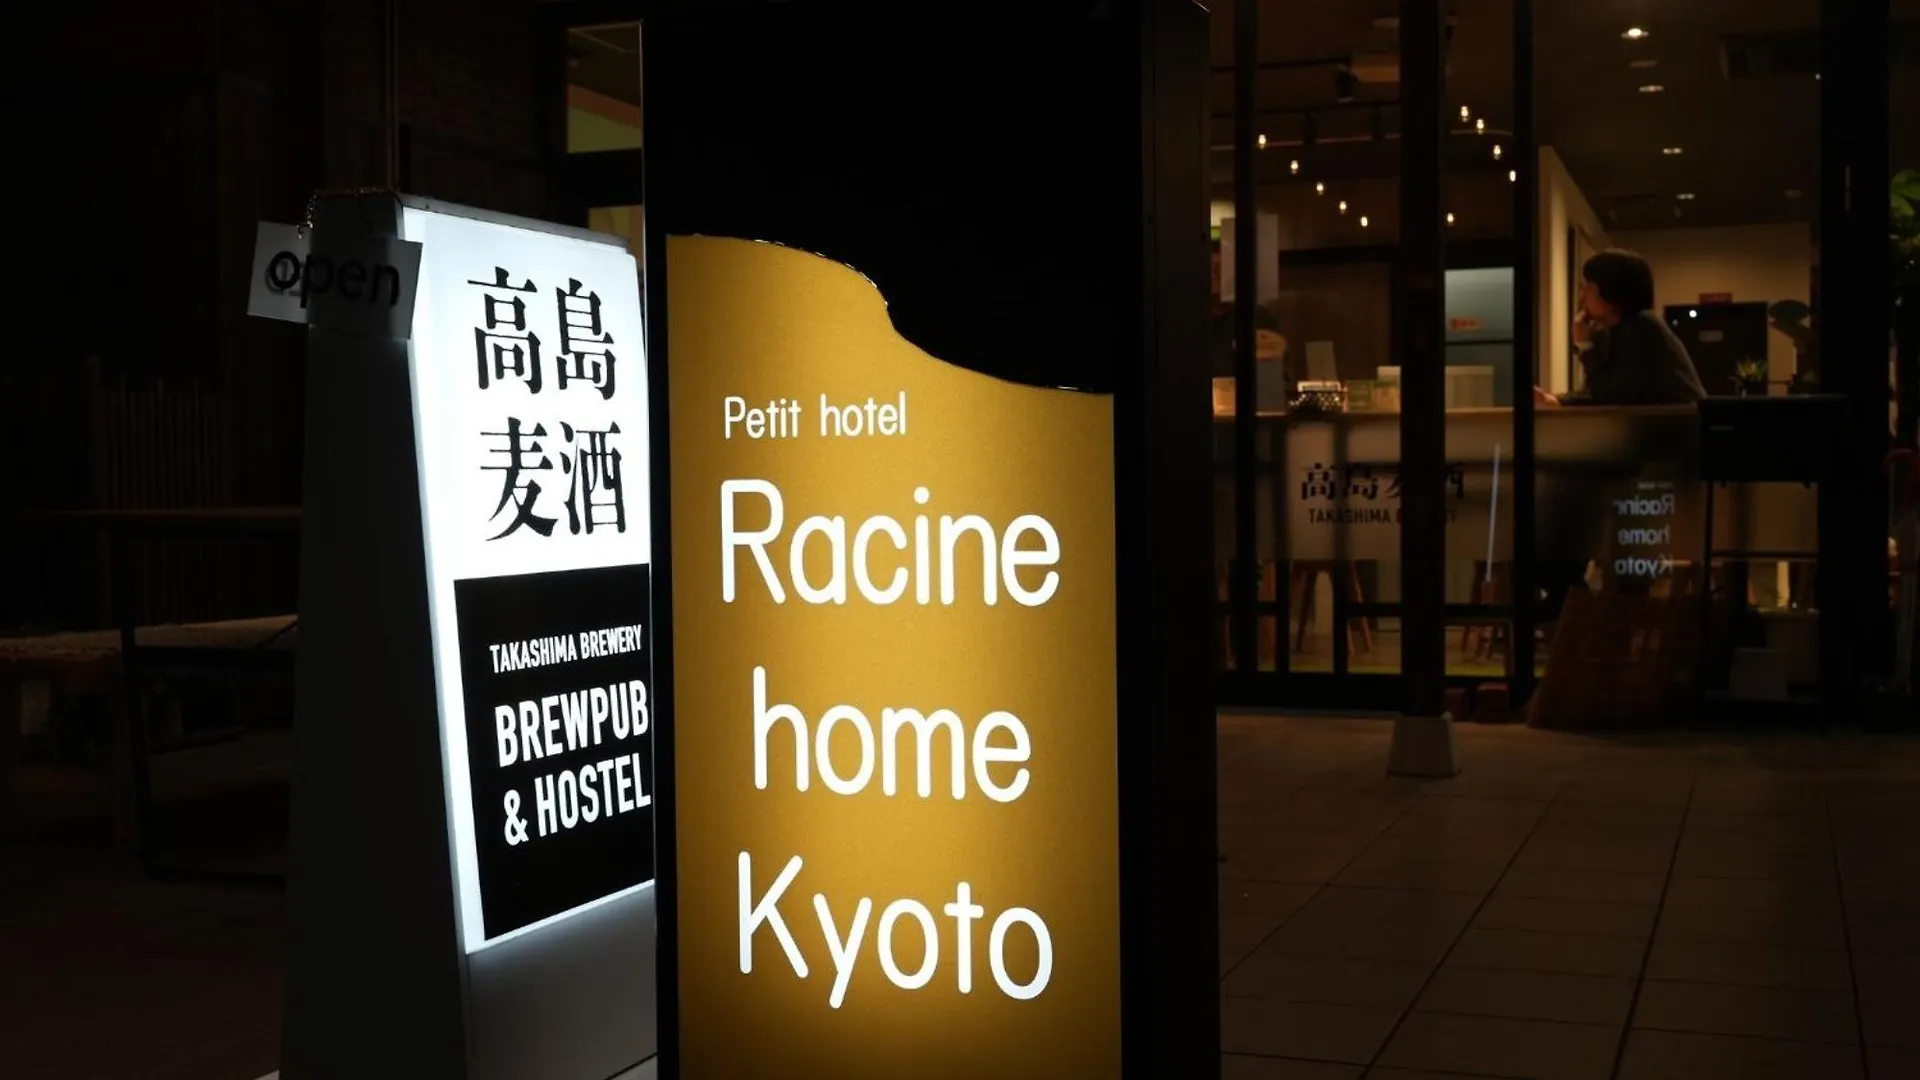 open
高島
麦酒
TAKASHIMA BREWERY
BREWPUB
& HOSTEL
Petit hotel
Racine
home
Kyoto
高島麦酒
TAKASHIMA BREWERY
Racine
home
Kyoto